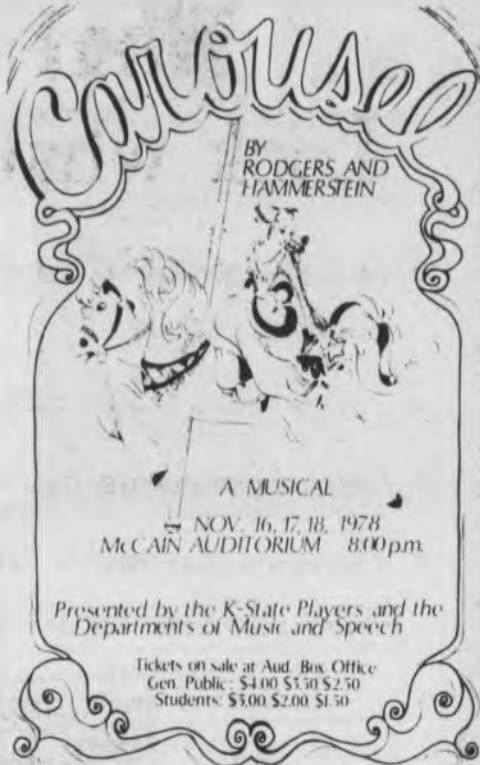 Carousel
BY
RODGERS AND
HAMMERSTEIN
A MUSICAL
NOV. 16, 17, 18, 1978
McCAIN AUDITORIUM 8:00 p.m.
Presented by the K-State Players and the
Departments of Music and Speech
Tickets on sale at Aud. Box Office
Gen. Public: $4.00 $3.50 $2.50
Students: $3.00 $2.00 $1.50